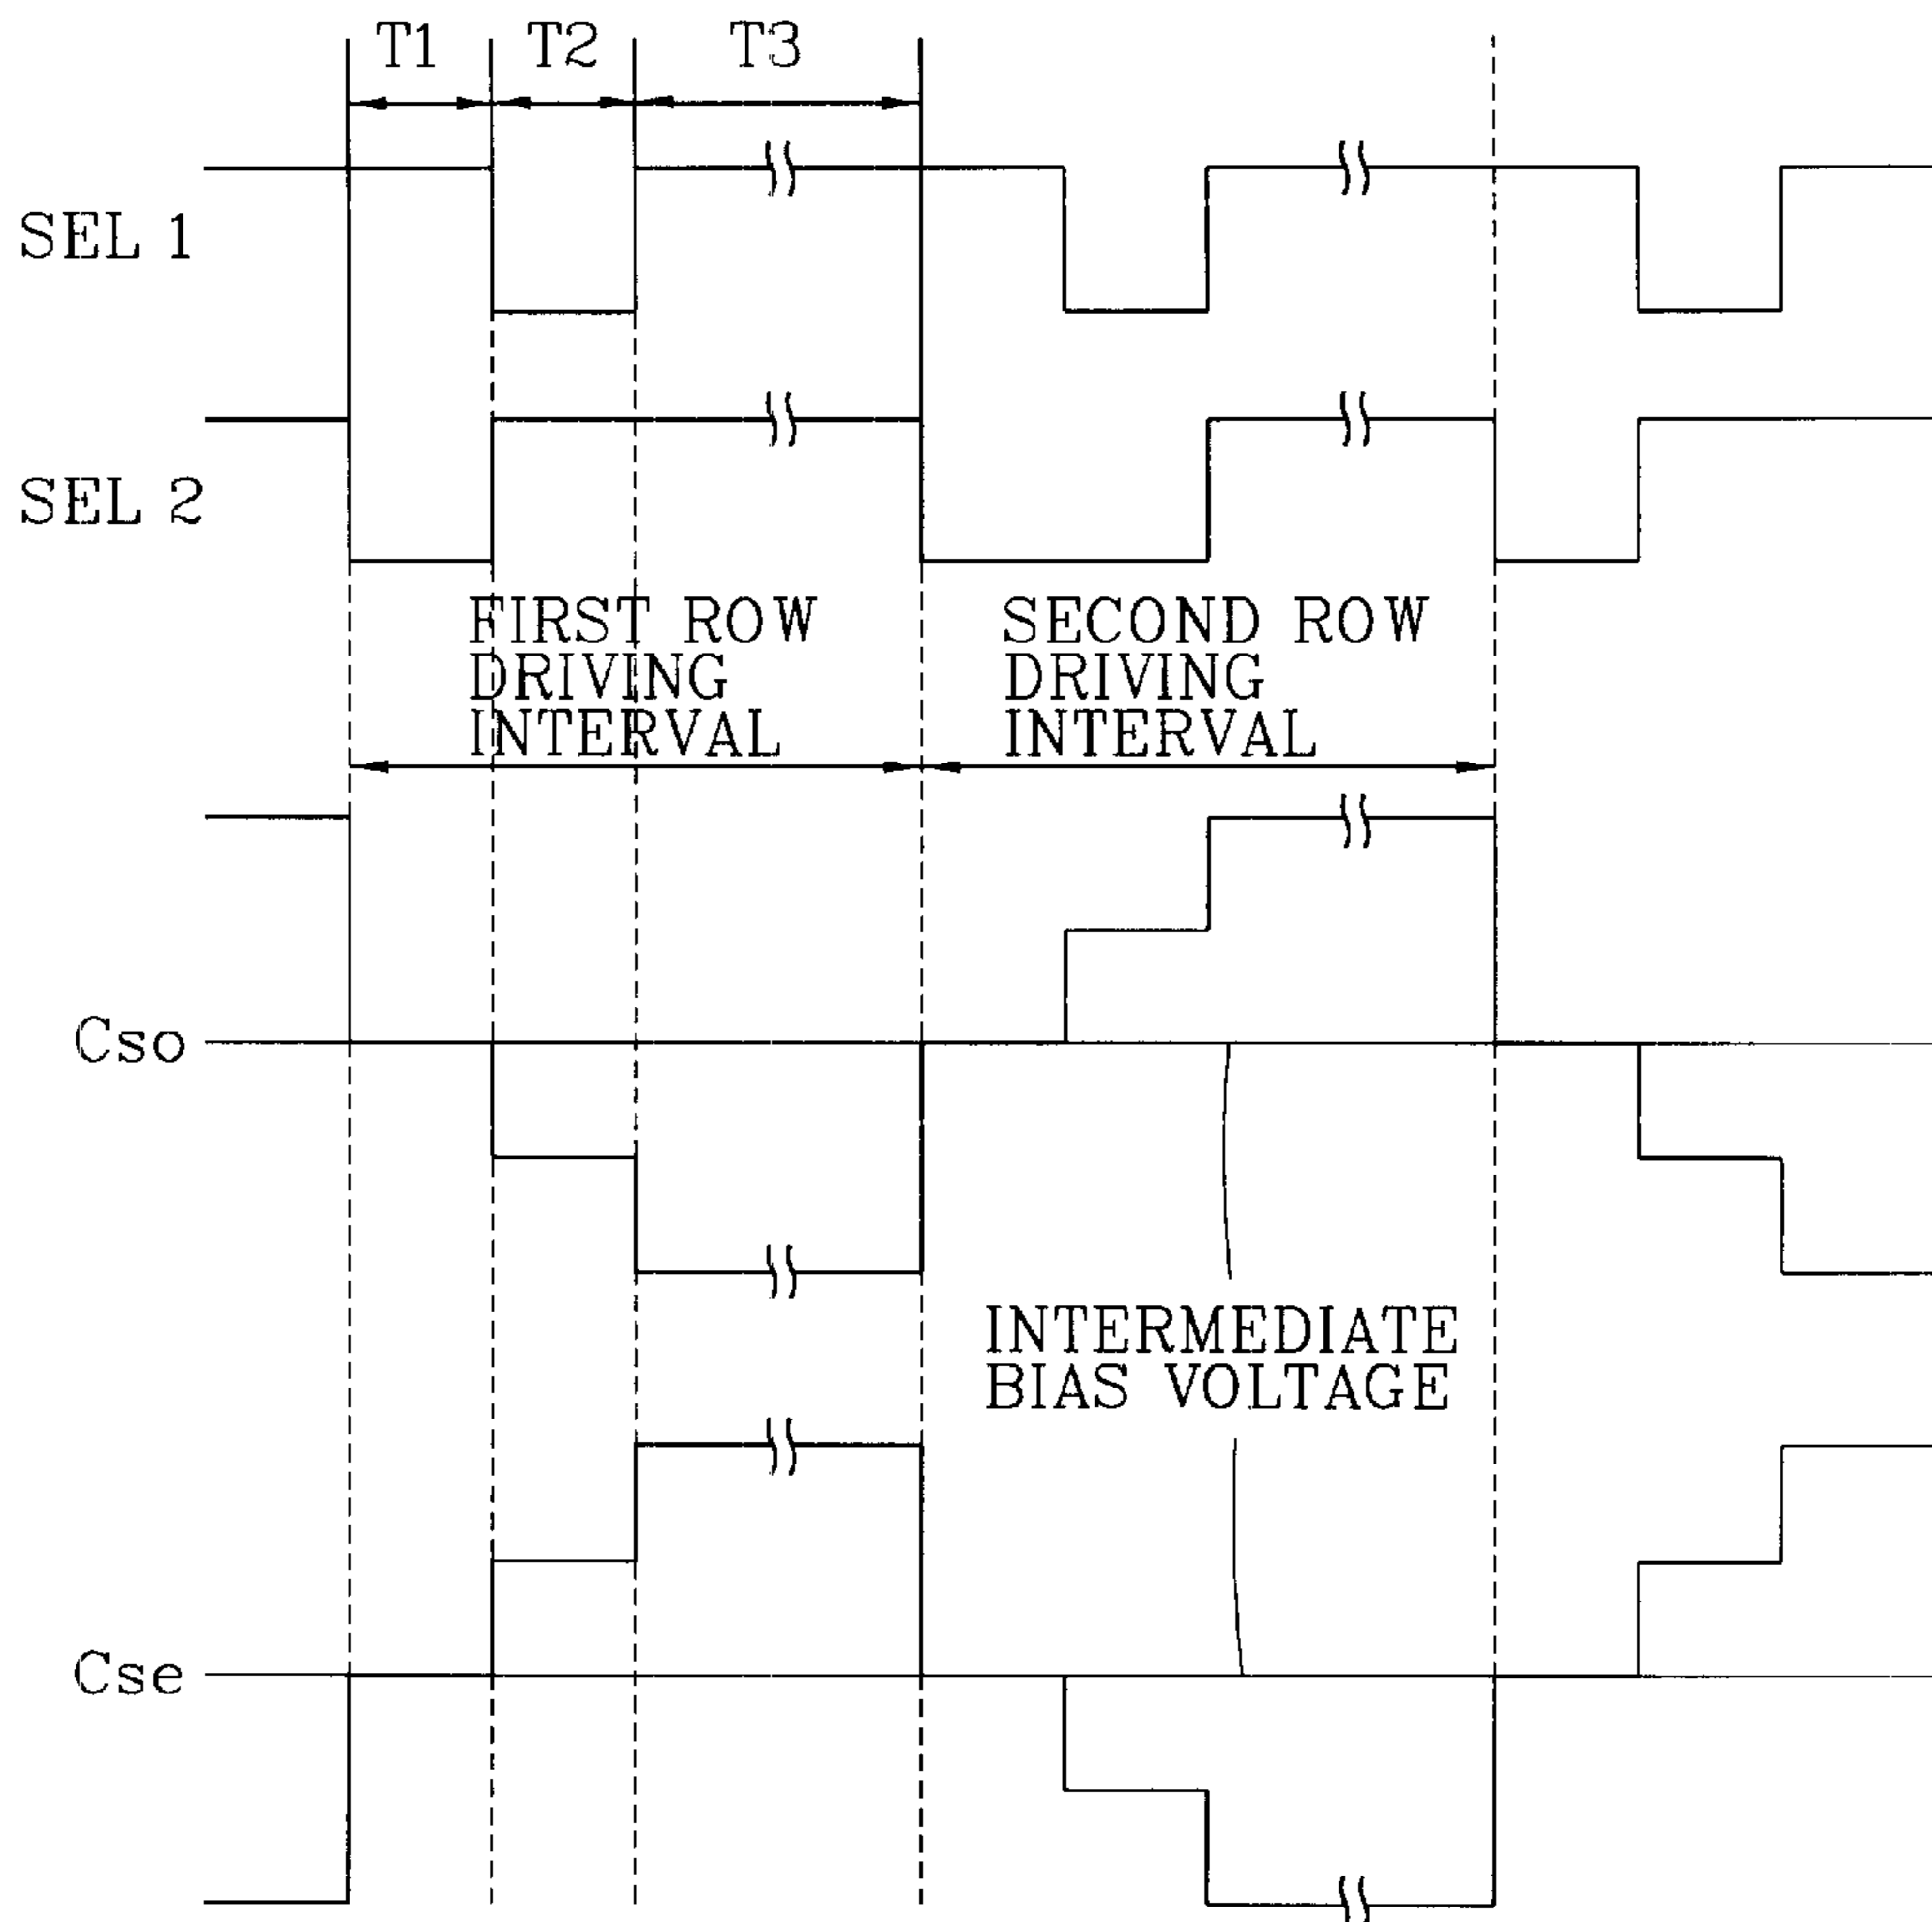 T1 T2 T3
SEL 1
SEL 2
FIRST ROW
DRIVING
INTERVAL
SECOND ROW
DRIVING
INTERVAL
Cso
INTERMEDIATE
BIAS VOLTAGE
Cse